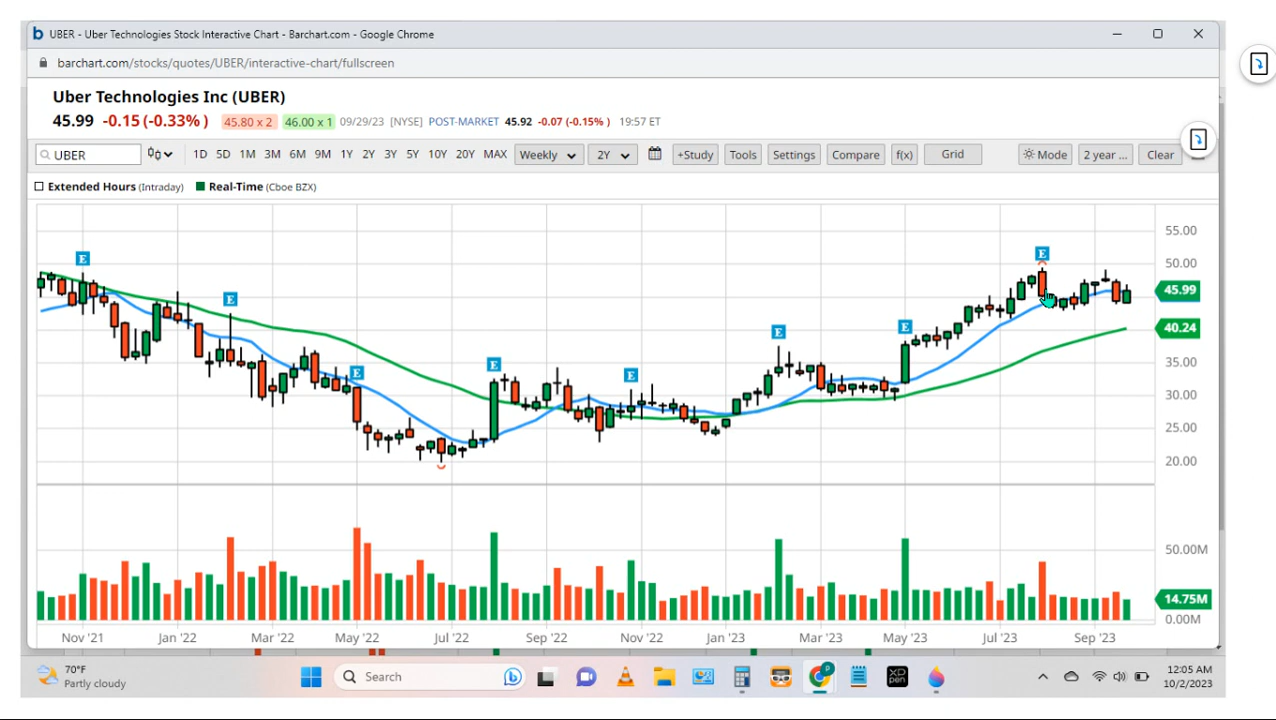 b UBER - Uber Technologies Stock Interactive Chart - Barchart.com - Google Chrome
barchart.com/stocks/quotes/UBER/interactive-chart/fullscreen
Uber Technologies Inc (UBER)
45.99 -0.15 (-0.33%) 45.80 x 2 46.00 x 1 09/29/23 [NYSE] POST-MARKET 45.92 -0.07 (-0.15%) 19:57 ET
UBER 1D 5D 1M 3M 6M 9M 1Y 2Y 3Y 5Y 10Y 20Y MAX Weekly 2Y +Study Tools Settings Compare f(x) Grid Mode 2 year ... Clear
Extended Hours (Intraday) Real-Time (Cboe BZX)
55.00
E E 50.00
E 45.99
E E 40.24
E E E 35.00
E 30.00
25.00
20.00
50.00M
14.75M
0.00M
Nov '21 Jan '22 Mar '22 May '22 Jul '22 Sep '22 Nov '22 Jan '23 Mar '23 May '23 Jul '23 Sep '23
70°F
Partly cloudy
Search
P
XD
pen
12:05 AM
10/2/2023